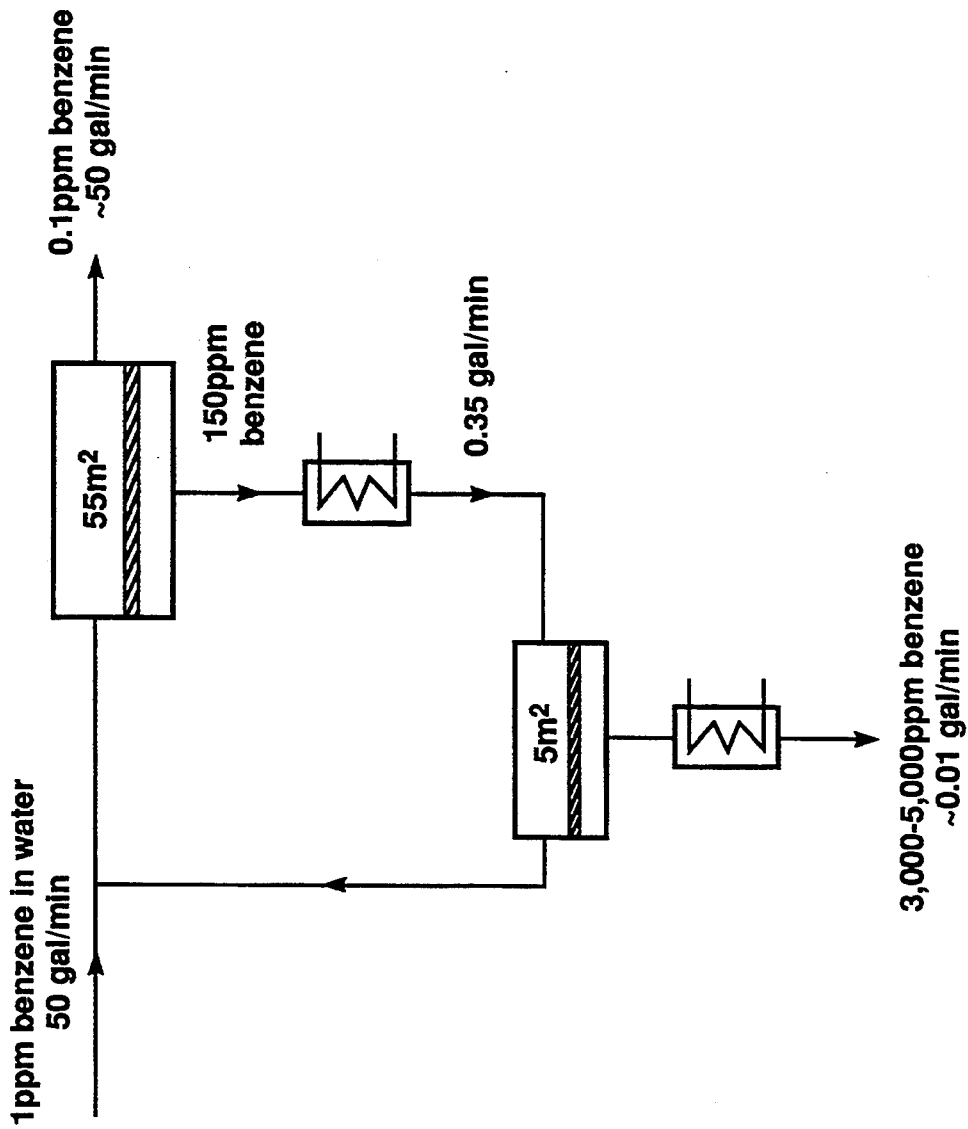 1ppm benzene in water
50 gal/min
55m²
0.1ppm benzene
~50 gal/min
150ppm
benzene
0.35 gal/min
5m²
3,000-5,000ppm benzene
~0.01 gal/min